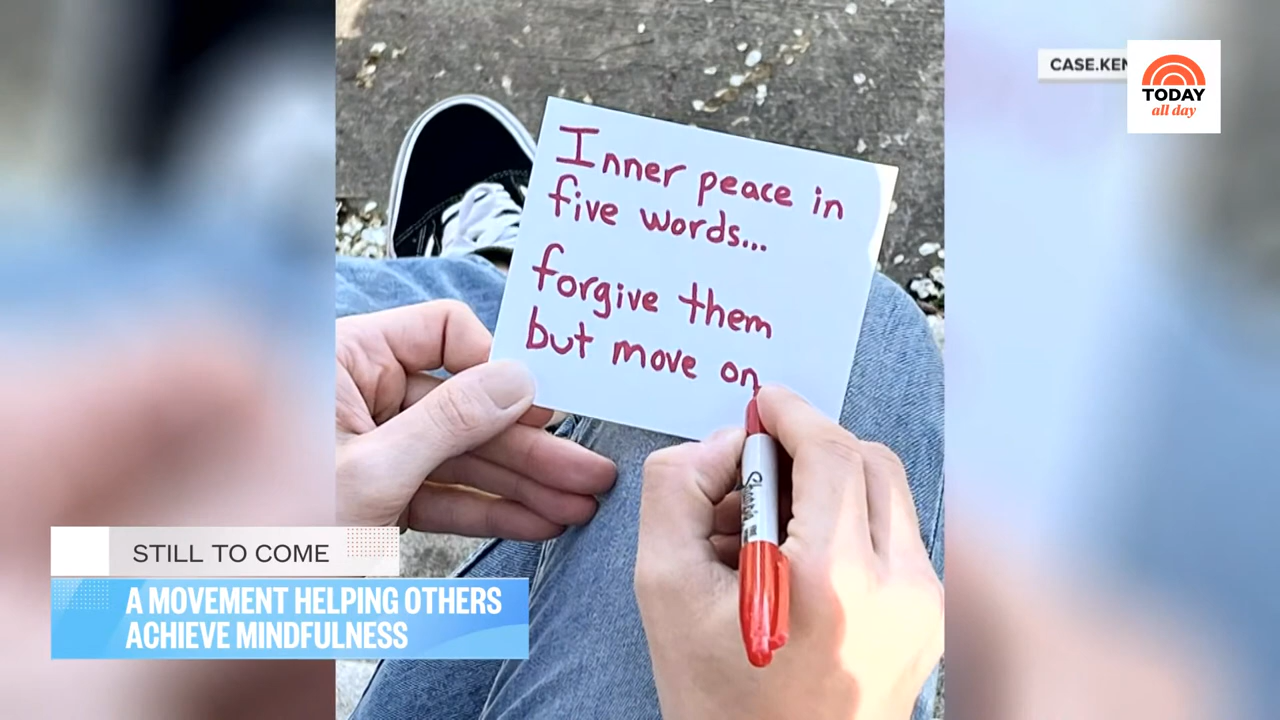 CASE.KEN
TODAY
all day
Inner peace in
five words...
forgive them
but move on
Sharpie
STILL TO COME
A MOVEMENT HELPING OTHERS
ACHIEVE MINDFULNESS